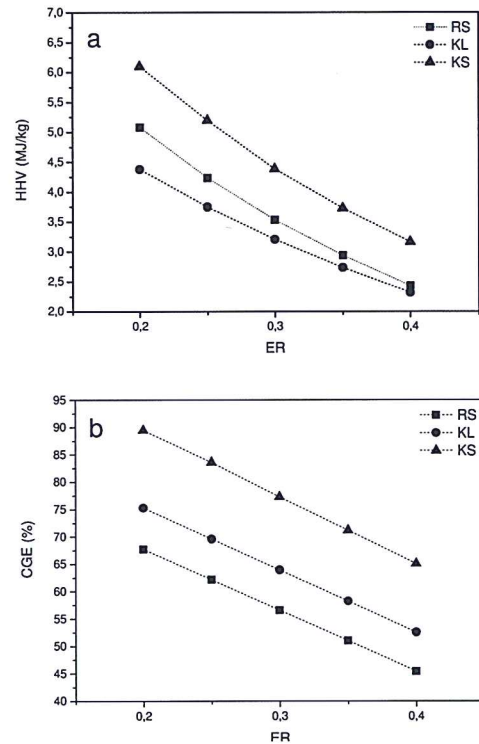 a
RS
KL
KS
HHV (MJ/kg)
7,0
6,5
6,0
5,5
5,0
4,5
4,0
3,5
3,0
2,5
2,0
0,2
0,3
0,4
ER
b
RS
KL
KS
CGE (%)
95
90
85
80
75
70
65
60
55
50
45
40
0,2
0,3
0,4
ER